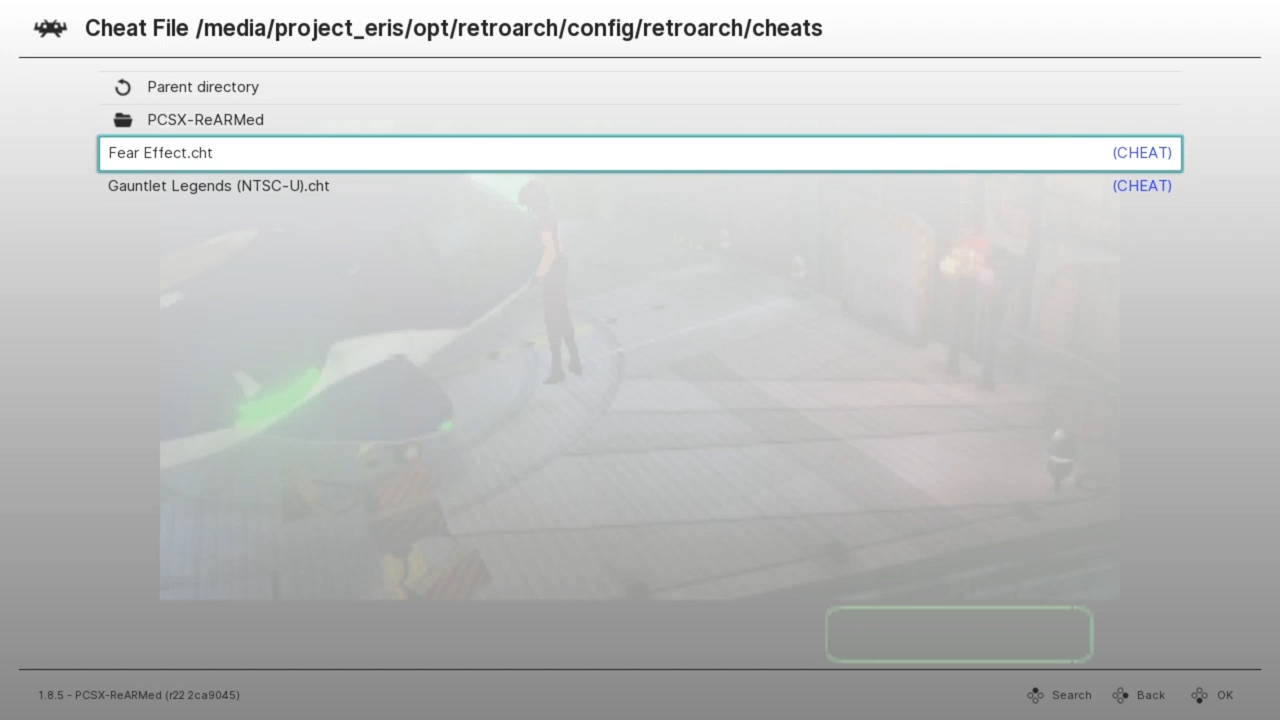 Cheat File /media/project_eris/opt/retroarch/config/retroarch/cheats
Parent directory
PCSX-ReARMed
Fear Effect.cht (CHEAT)
Gauntlet Legends (NTSC-U).cht (CHEAT)
1.8.5 - PCSX-ReARMed (r22 2ca9045) Search Back OK